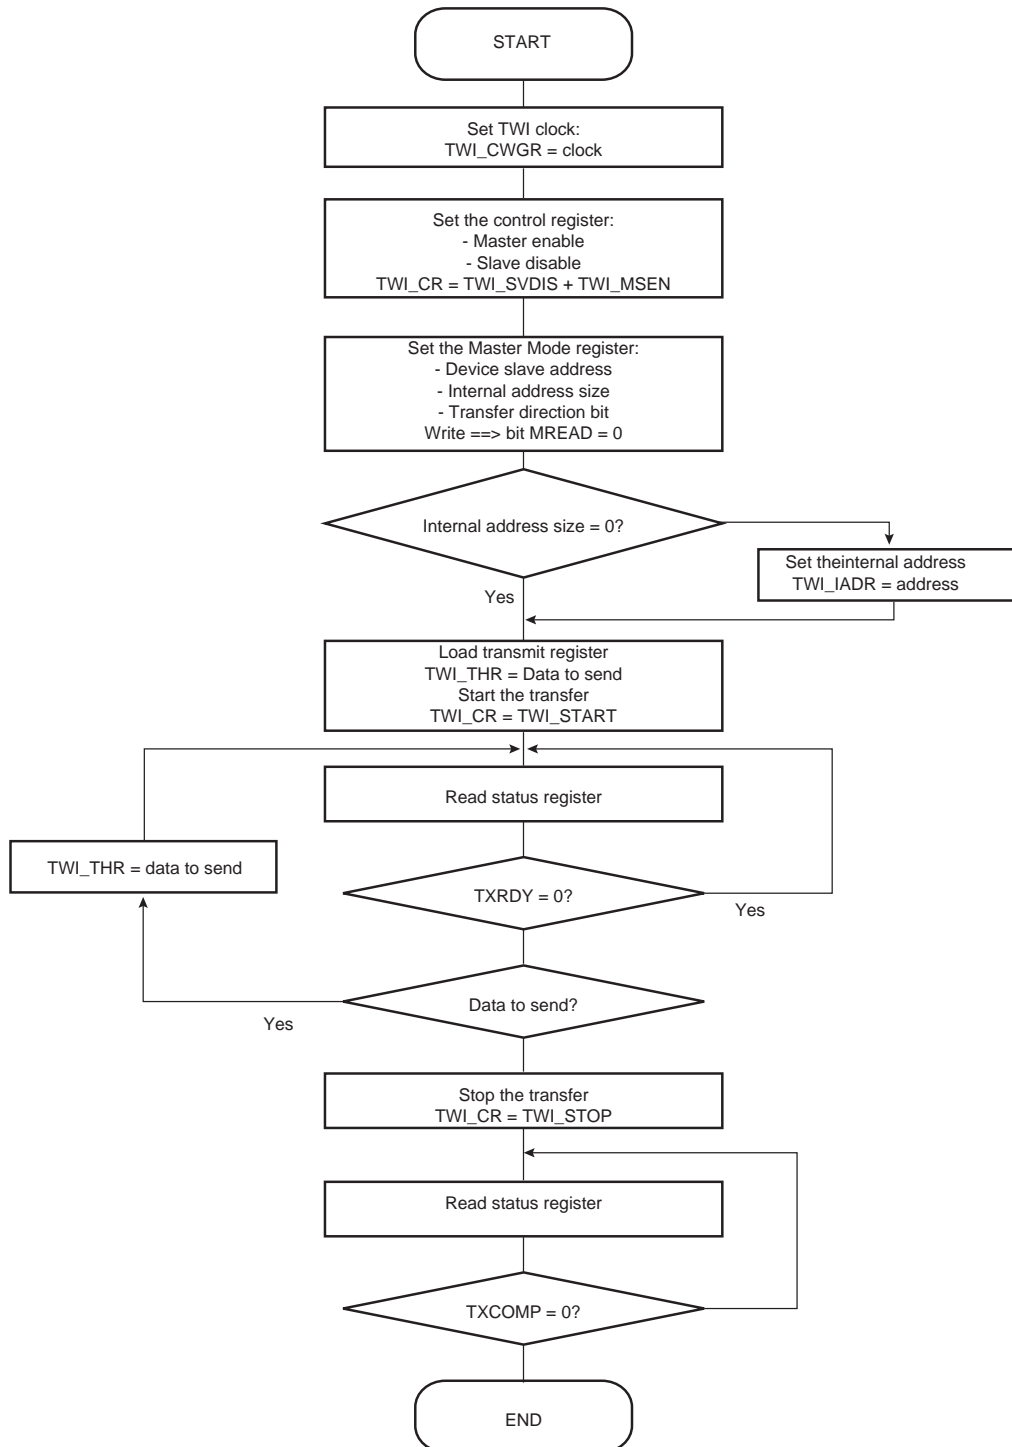 START
Set TWI clock:
TWI_CWGR = clock
Set the control register:
- Master enable
- Slave disable
TWI_CR = TWI_SVDIS + TWI_MSEN
Set the Master Mode register:
- Device slave address
- Internal address size
- Transfer direction bit
Write ==> bit MREAD = 0
Internal address size = 0?
Set theinternal address
TWI_IADR = address
Yes
Load transmit register
TWI_THR = Data to send
Start the transfer
TWI_CR = TWI_START
Read status register
TWI_THR = data to send
TXRDY = 0?
Yes
Data to send?
Yes
Stop the transfer
TWI_CR = TWI_STOP
Read status register
TXCOMP = 0?
END